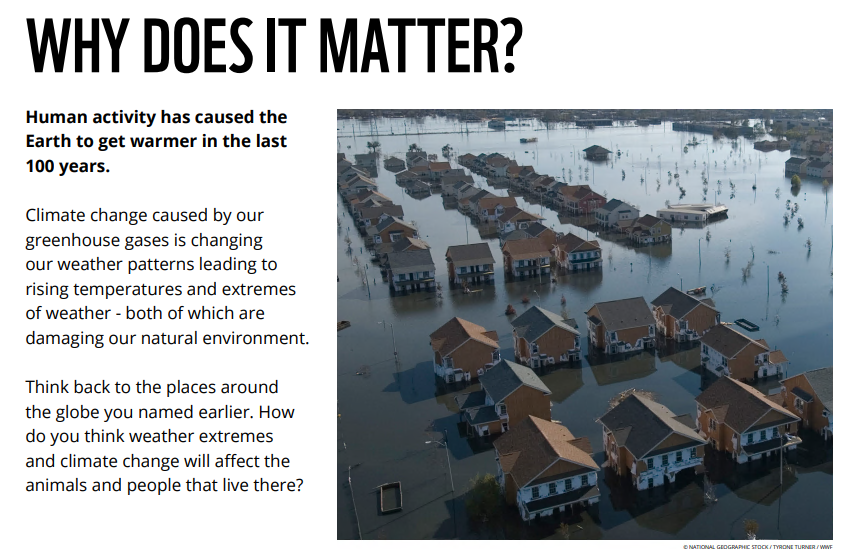 WHY DOES IT MATTER?
Human activity has caused the
Earth to get warmer in the last
100 years.
Climate change caused by our
greenhouse gases is changing
our weather patterns leading to
rising temperatures and extremes
of weather - both of which are
damaging our natural environment.
Think back to the places around
the globe you named earlier. How
do you think weather extremes
and climate change will affect the
animals and people that live there?
© NATIONAL GEOGRAPHIC STOCK / TYRONE TURNER / WWF